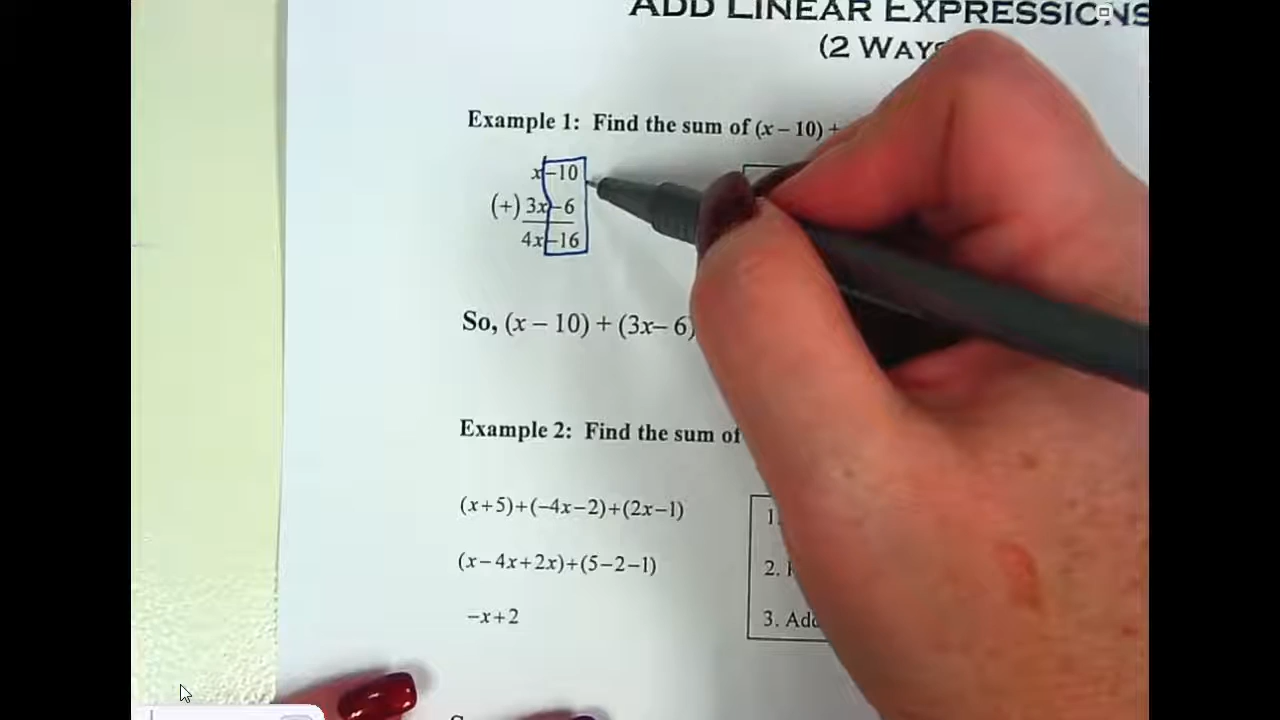 ADD LINEAR EXPRESSIONS
(2 WAYS
Example 1: Find the sum of (x – 10) +
x –10
(+) 3x –6
4x –16
So, (x – 10) + (3x– 6)
Example 2: Find the sum of
(x+5)+(–4x–2)+(2x–1)
1.
(x– 4x+2x)+(5–2–1)
2.
–x+2
3. Add